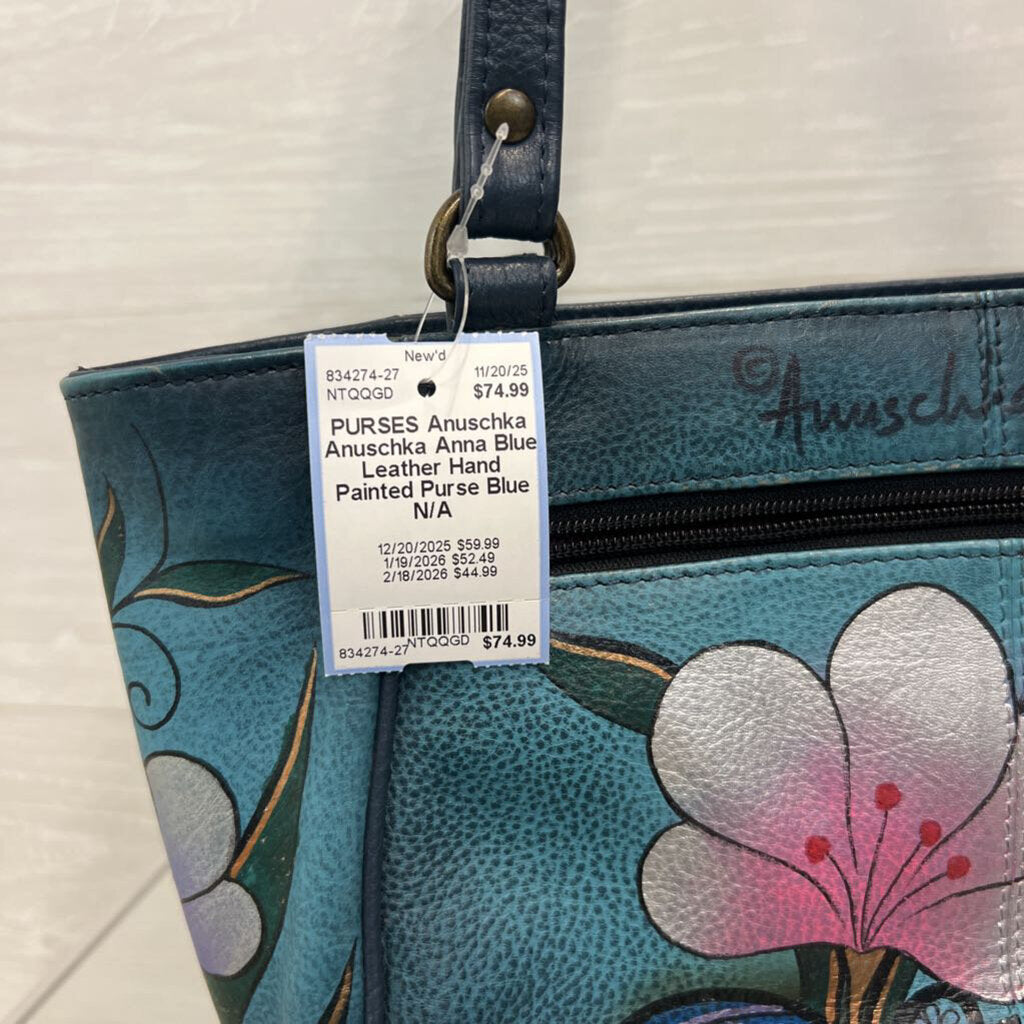 New'd
834274-27 11/20/25
NTQQGD $74.99
PURSES Anuschka
Anuschka Anna Blue
Leather Hand
Painted Purse Blue
N/A
12/20/2025 $59.99
1/19/2026 $52.49
2/18/2026 $44.99
834274-27 NTQQGD $74.99